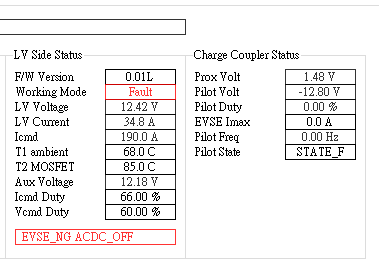 LV Side Status
F/W Version 0.01L
Working Mode Fault
LV Voltage 12.42 V
LV Current 34.8 A
Icmd 190.0 A
T1 ambient 68.0 C
T2 MOSFET 85.0 C
Aux Voltage 12.18 V
Icmd Duty 66.00 %
Vcmd Duty 60.00 %
EVSE_NG ACDC_OFF
Charge Coupler Status
Prox Volt 1.48 V
Pilot Volt -12.80 V
Pilot Duty 0.00 %
EVSE Imax 0.0 A
Pilot Freq 0.00 Hz
Pilot State STATE_F